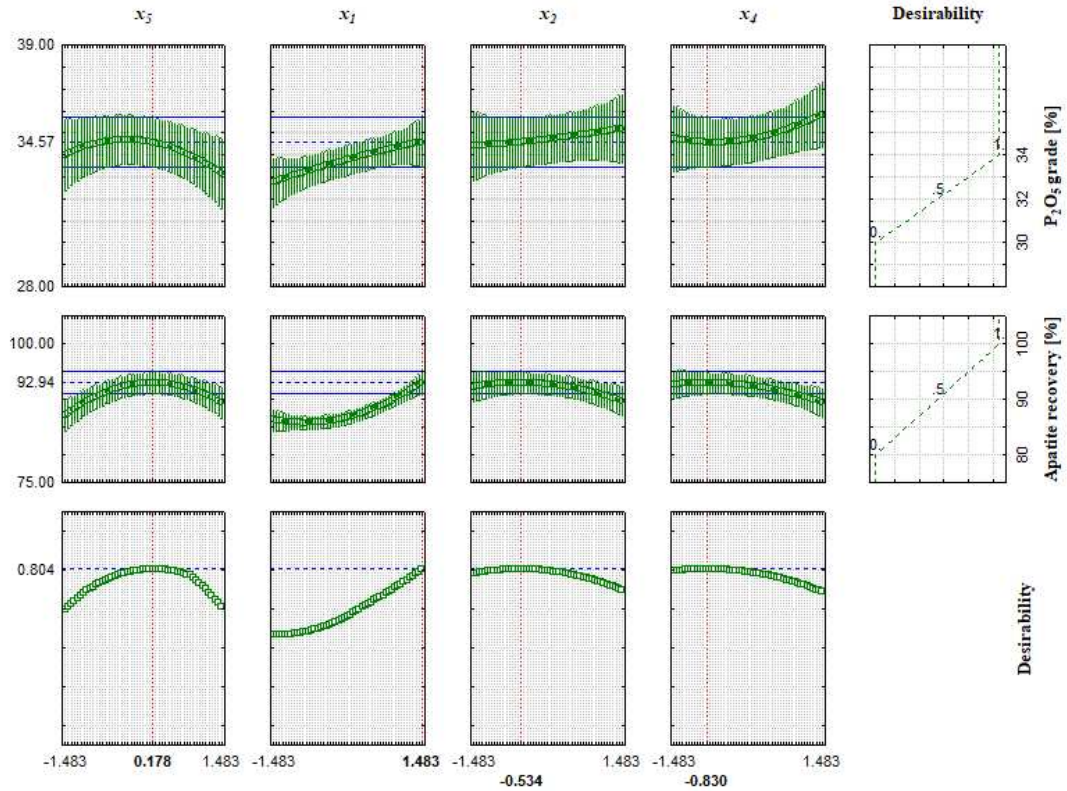 x5 x1 x2 x4 Desirability
39.00
34.57
28.00
0. .5 1.
30 32 34
P2O5 grade [%]
100.00
92.94
75.00
0. .5 1.
80 90 100
Apatite recovery [%]
0.804
Desirability
-1.483 0.178 1.483 -1.483 1.483 -1.483 1.483 -1.483 1.483
-0.534 -0.830